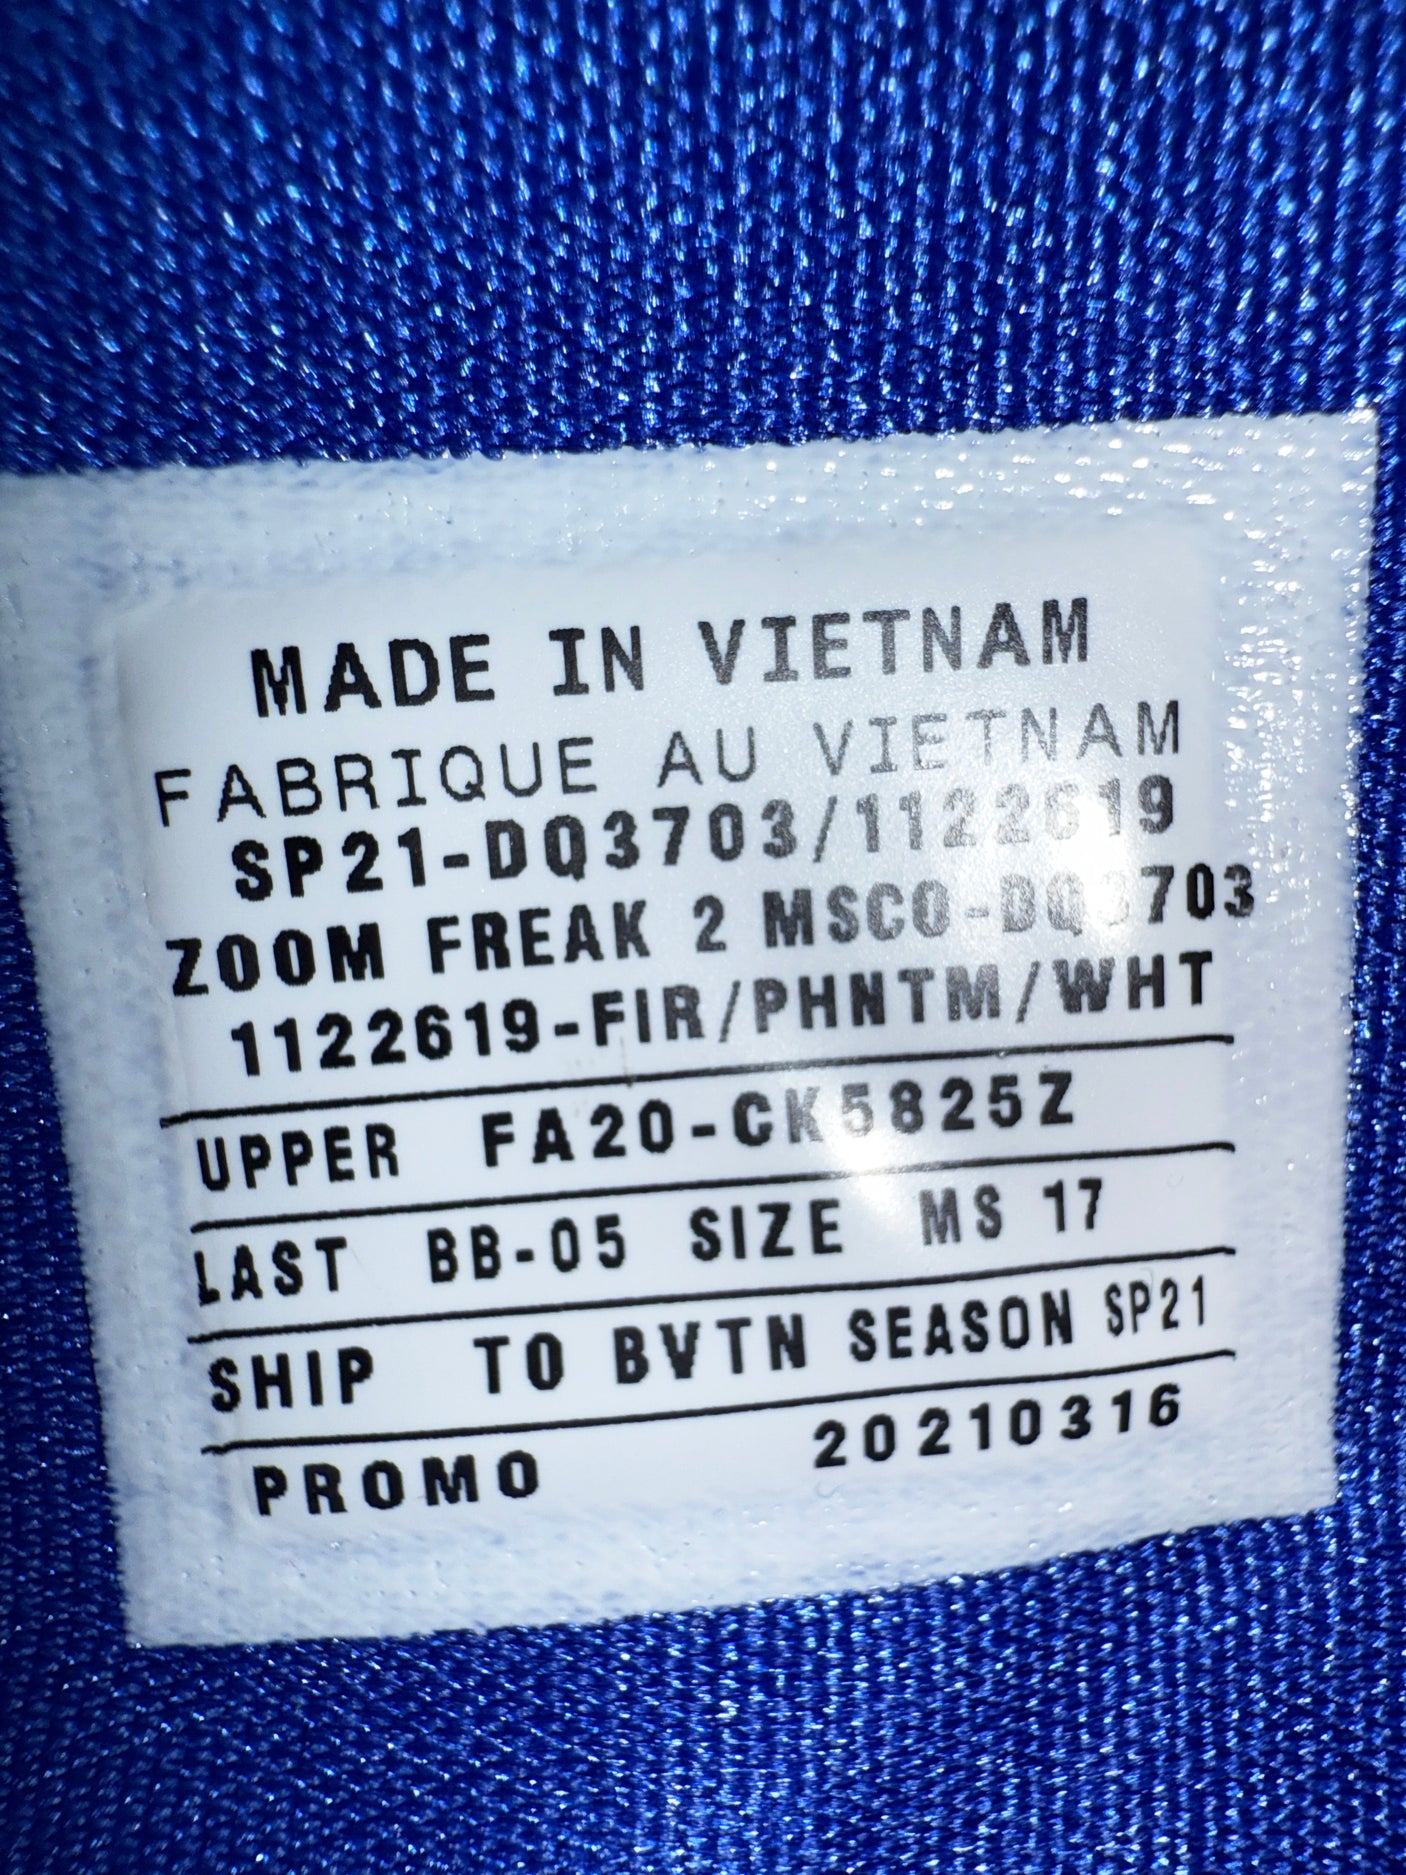 MADE IN VIETNAM
FABRIQUE AU VIETNAM
SP21-DQ3703/1122619
ZOOM FREAK 2 MSCO-DQ3703
1122619-FIR/PHNTM/WHT
UPPER FA20-CK5825Z
LAST BB-05 SIZE MS 17
SHIP TO BVTN SEASON SP21
PROMO 20210316